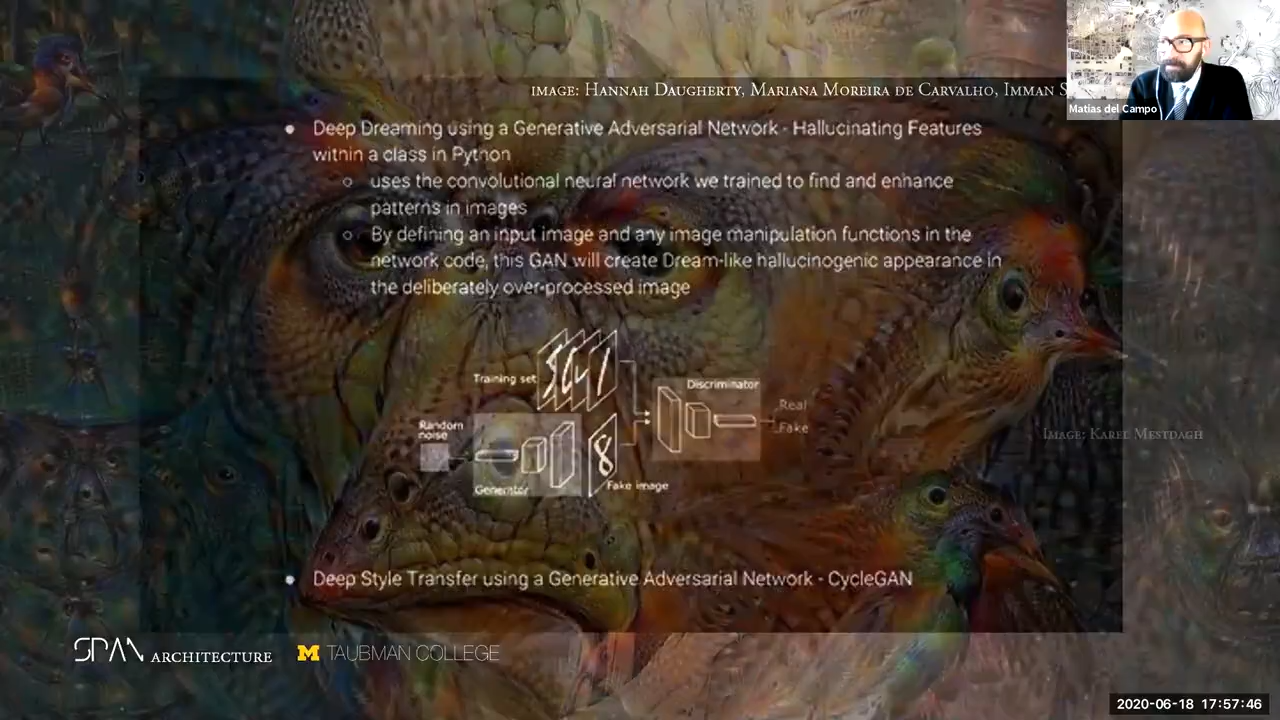 IMAGE: HANNAH DAUGHERTY, MARIANA MOREIRA DE CARVALHO, IMMAN
Matias del Campo
• Deep Dreaming using a Generative Adversarial Network - Hallucinating Features
within a class in Python
○ uses the convolutional neural network we trained to find and enhance
patterns in images
○ By defining an input image and any image manipulation functions in the
network code, this GAN will create Dream-like hallucinogenic appearance in
the deliberately over-processed image
Training set
Discriminator
Real
Fake
Random
noise
IMAGE: KAREL MESTDAGH
Generator
8
Fake image
• Deep Style Transfer using a Generative Adversarial Network - CycleGAN
SPAN ARCHITECTURE
M TAUBMAN COLLEGE
2020-06-18 17:57:46